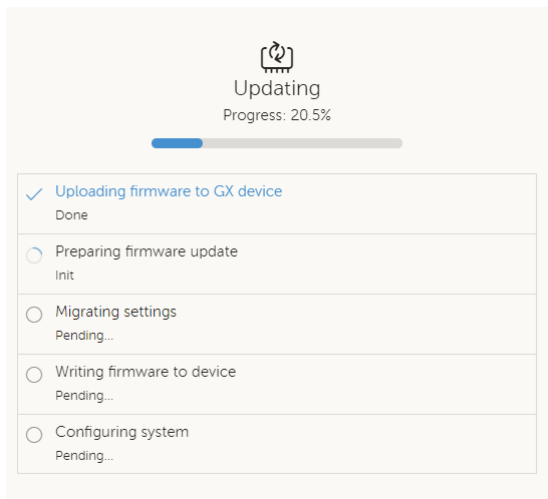 Updating
Progress: 20.5%
Uploading firmware to GX device
Done
Preparing firmware update
Init
Migrating settings
Pending...
Writing firmware to device
Pending...
Configuring system
Pending...